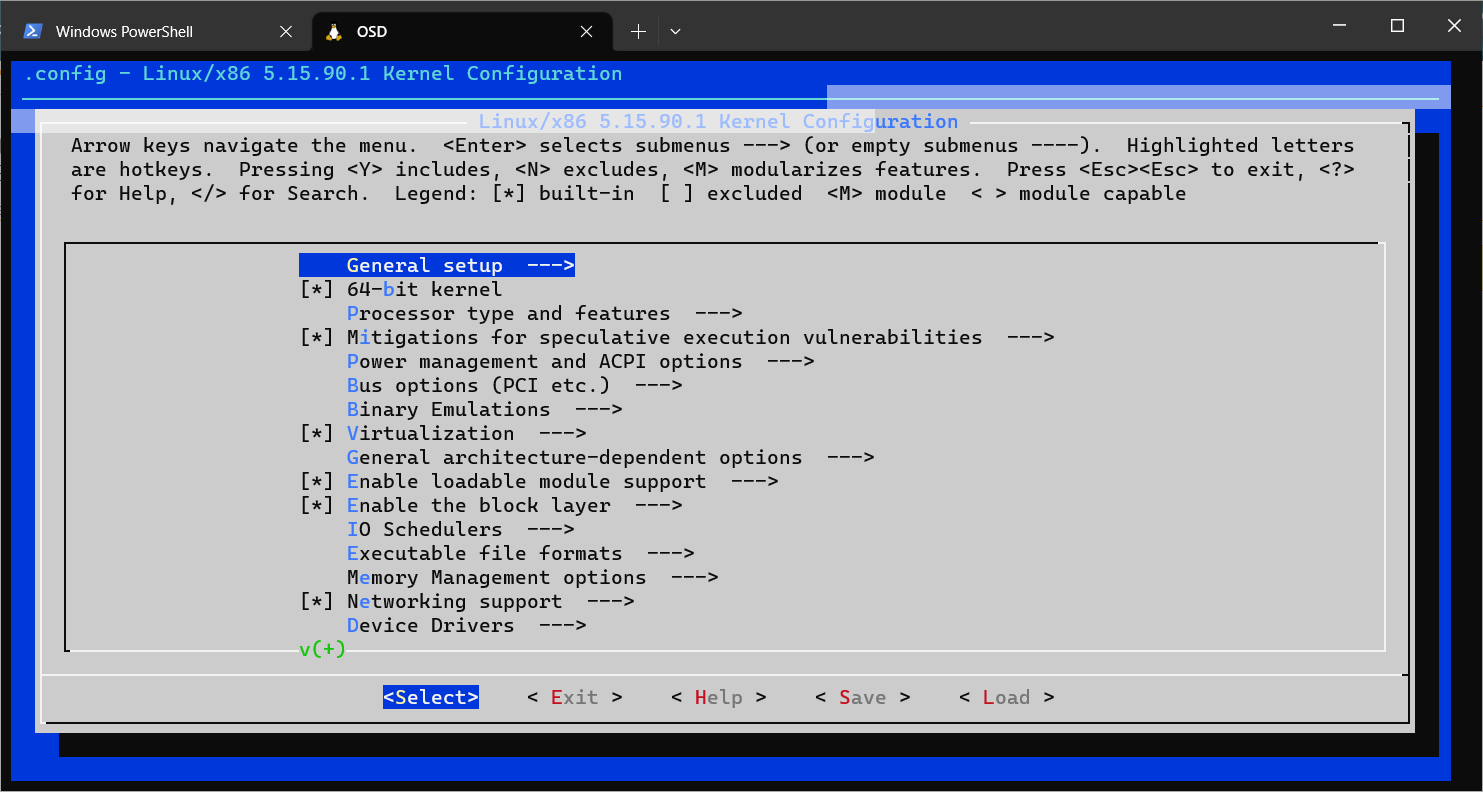 Windows PowerShell
OSD
.config - Linux/x86 5.15.90.1 Kernel Configuration
Linux/x86 5.15.90.1 Kernel Configuration
Arrow keys navigate the menu.  <Enter> selects submenus ---> (or empty submenus ----).  Highlighted letters
are hotkeys.  Pressing <Y> includes, <N> excludes, <M> modularizes features.  Press <Esc><Esc> to exit, <?>
for Help, </> for Search.  Legend: [*] built-in  [ ] excluded  <M> module  < > module capable
General setup  --->
[*] 64-bit kernel
Processor type and features  --->
[*] Mitigations for speculative execution vulnerabilities  --->
Power management and ACPI options  --->
Bus options (PCI etc.)  --->
Binary Emulations  --->
[*] Virtualization  --->
General architecture-dependent options  --->
[*] Enable loadable module support  --->
[*] Enable the block layer  --->
IO Schedulers  --->
Executable file formats  --->
Memory Management options  --->
[*] Networking support  --->
Device Drivers  --->
v(+)
<Select>    < Exit >    < Help >    < Save >    < Load >